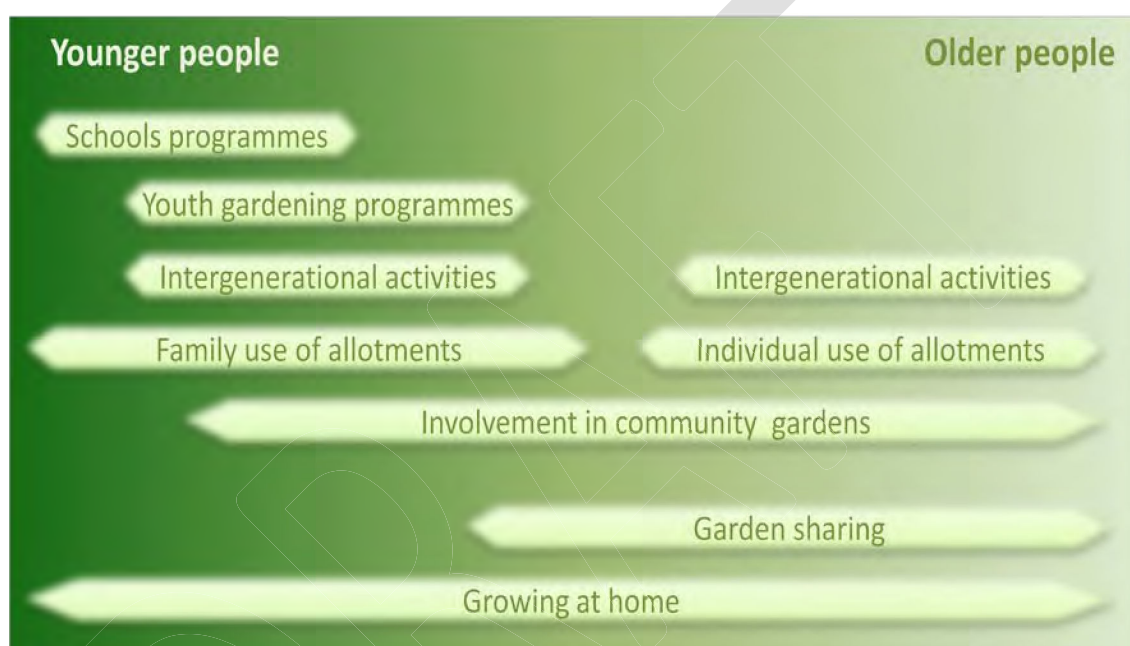 Younger people
Older people
Schools programmes
Youth gardening programmes
Intergenerational activities
Intergenerational activities
Family use of allotments
Individual use of allotments
Involvement in community gardens
Garden sharing
Growing at home